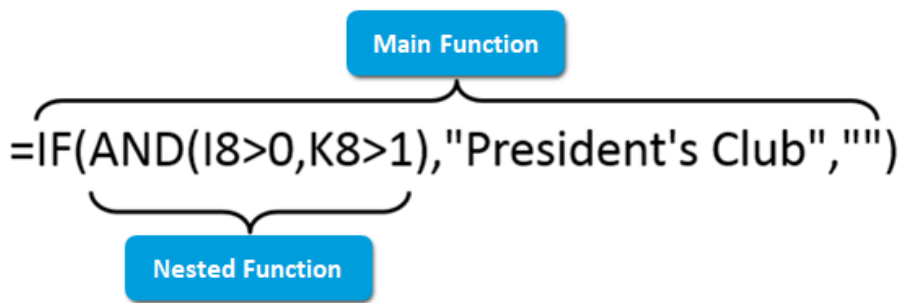 Main Function
=IF(AND(I8>0,K8>1),"President's Club","")
Nested Function